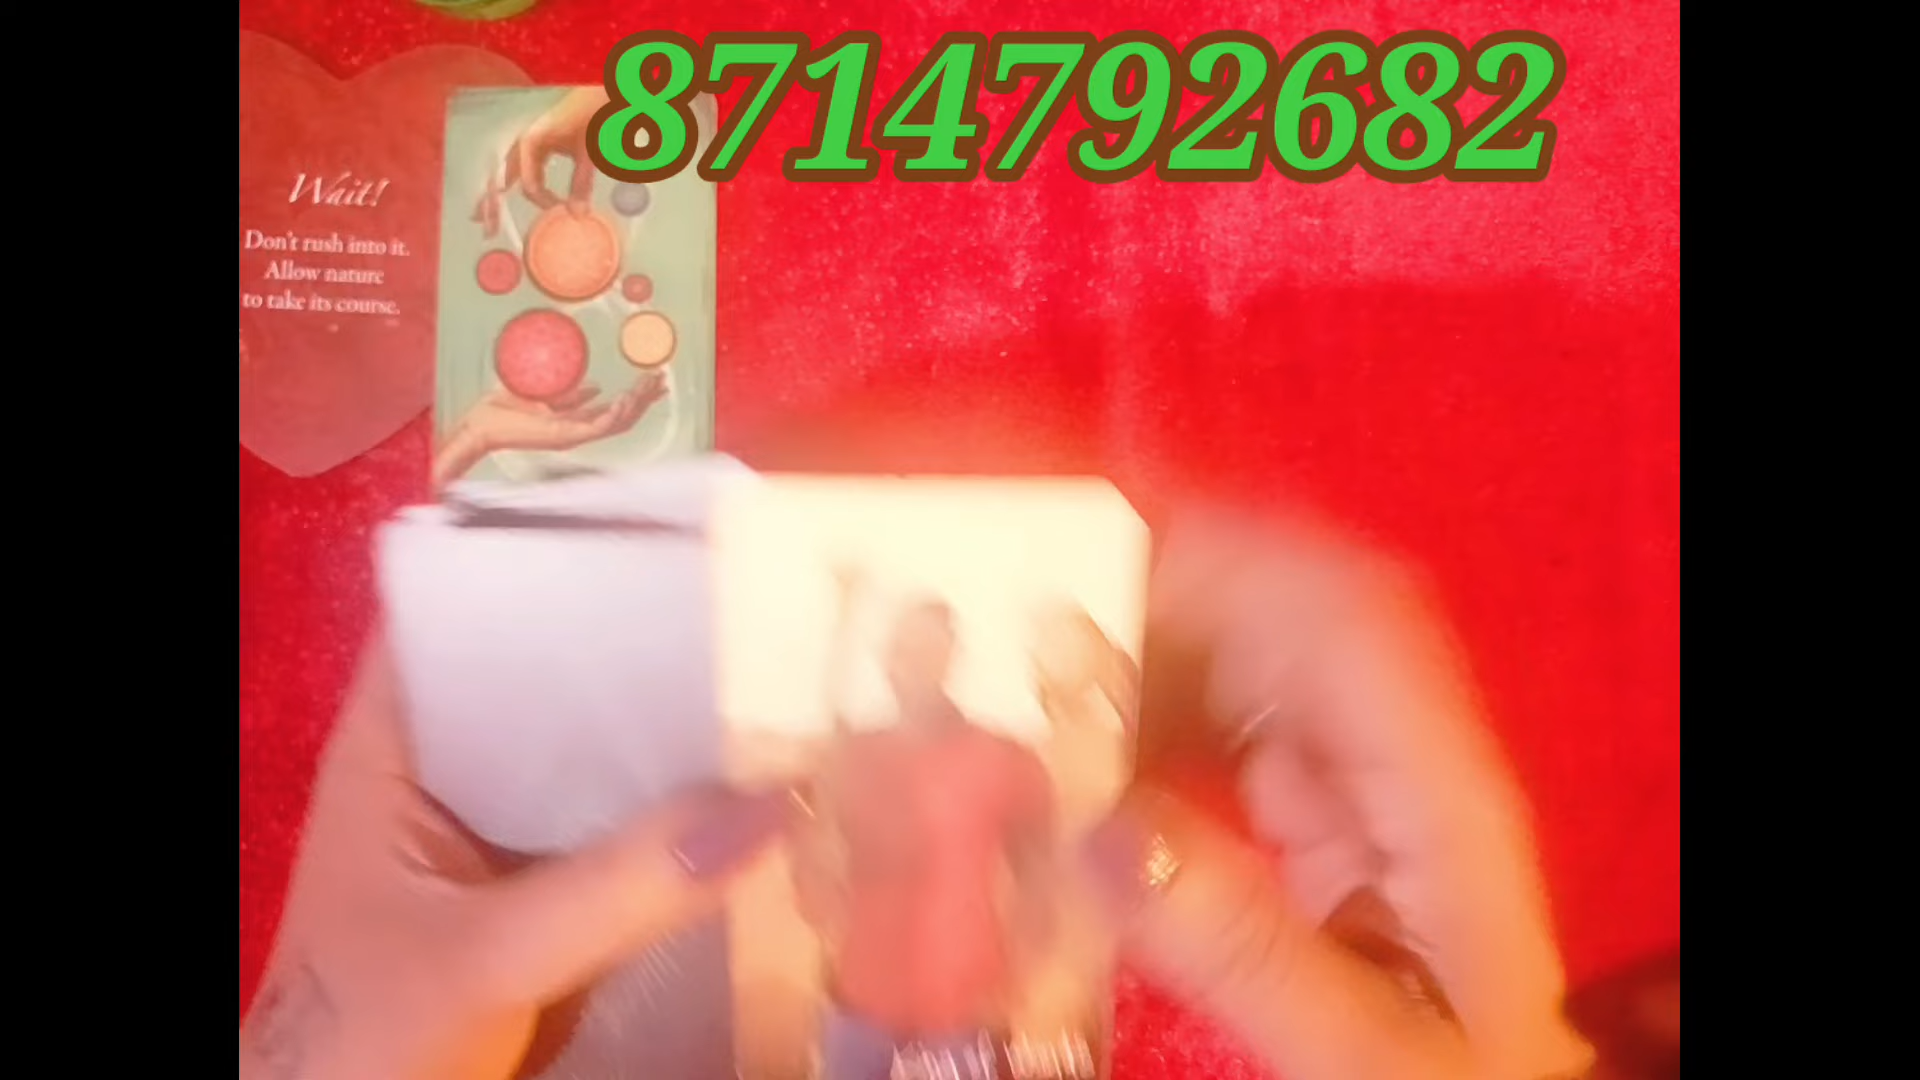 8714792682
Wait!
Don't rush into it.
Allow nature
to take its course.